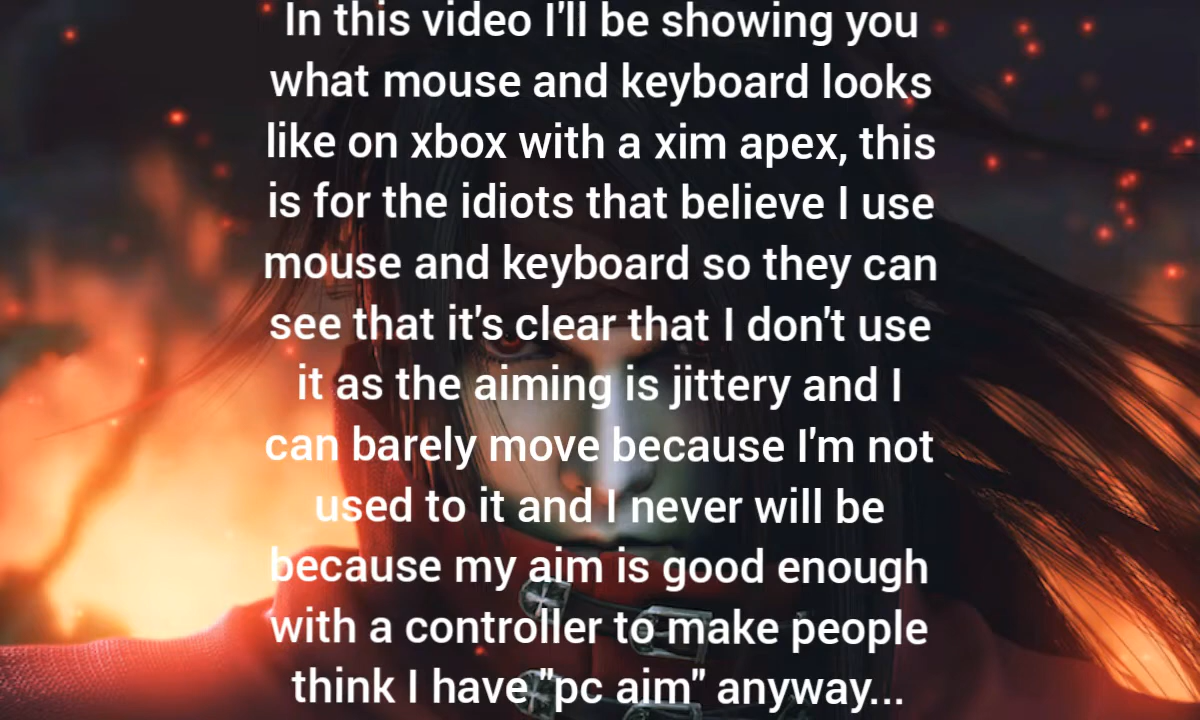 In this video I'll be showing you
what mouse and keyboard looks
like on xbox with a xim apex, this
is for the idiots that believe I use
mouse and keyboard so they can
see that it's clear that I don't use
it as the aiming is jittery and I
can barely move because I'm not
used to it and I never will be
because my aim is good enough
with a controller to make people
think I have "pc aim" anyway...